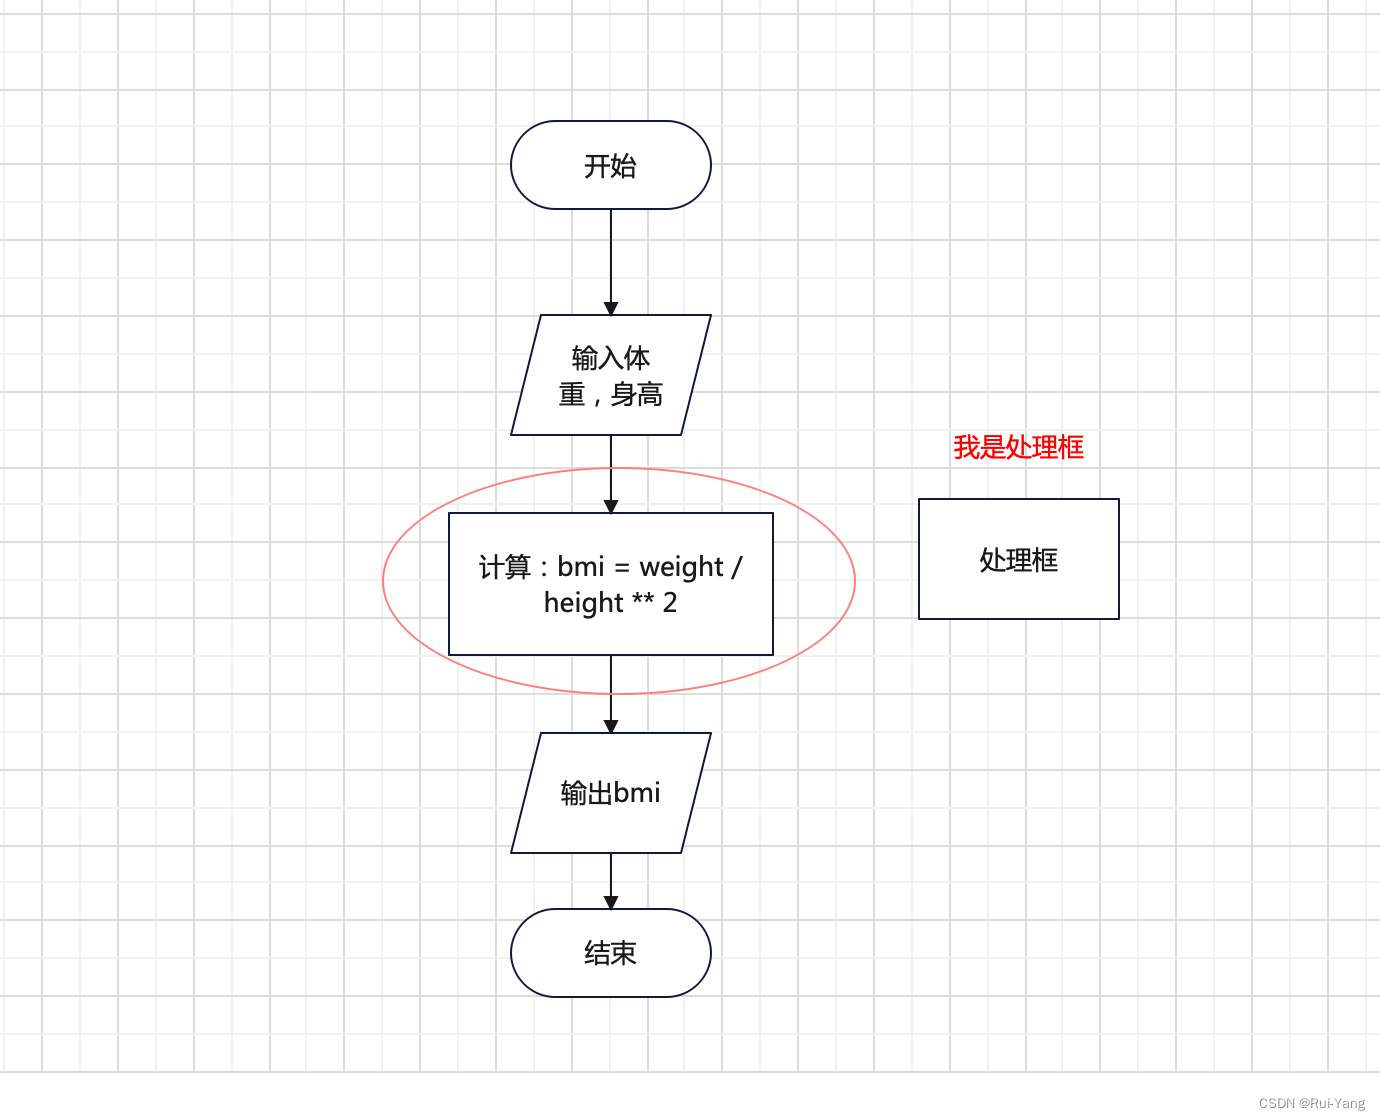 开始
输入体
重，身高
我是处理框
处理框
计算：bmi = weight /
height ** 2
输出bmi
结束
CSDN @Rui-Yang